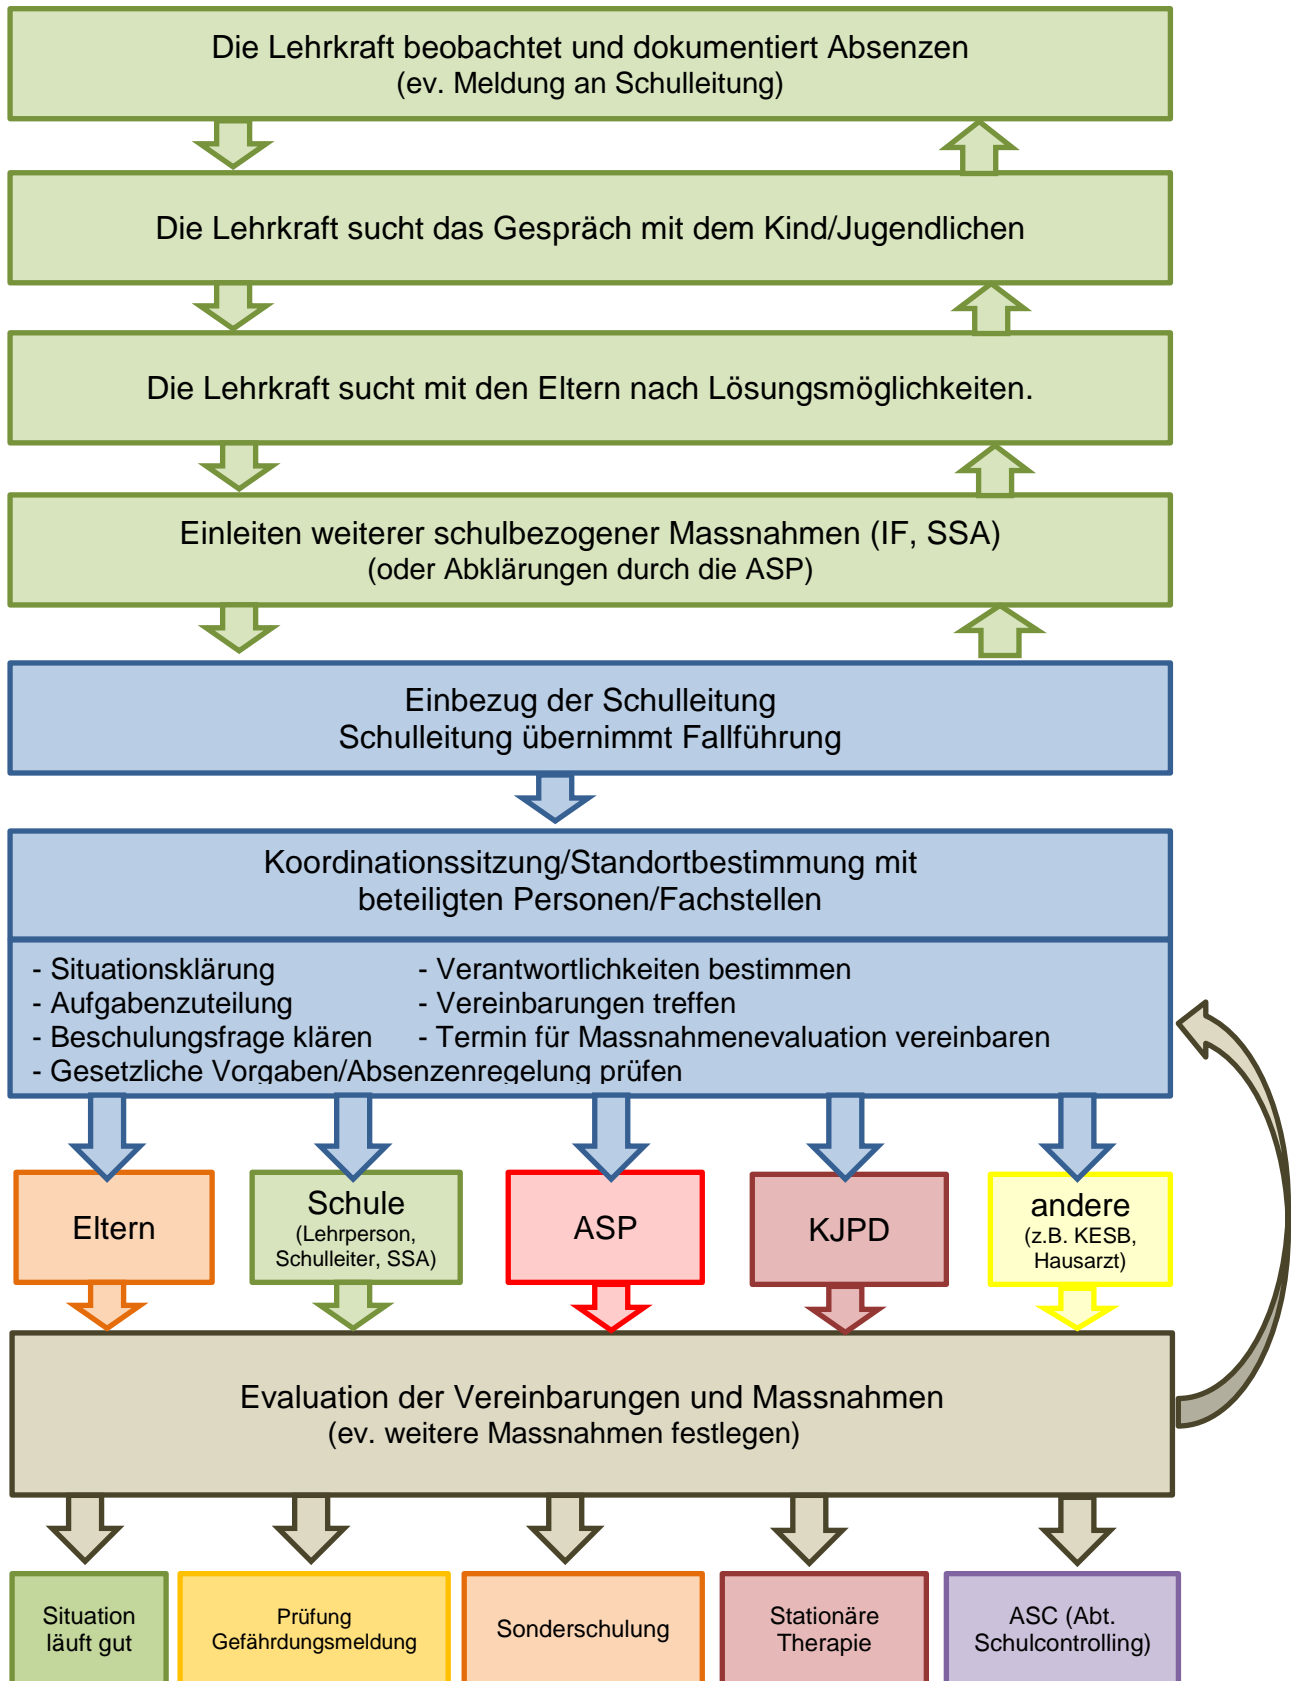 Die Lehrkraft beobachtet und dokumentiert Absenzen
(ev. Meldung an Schulleitung)
Die Lehrkraft sucht das Gespräch mit dem Kind/Jugendlichen
Die Lehrkraft sucht mit den Eltern nach Lösungsmöglichkeiten.
Einleiten weiterer schulbezogener Massnahmen (IF, SSA)
(oder Abklärungen durch die ASP)
Einbezug der Schulleitung
Schulleitung übernimmt Fallführung
Koordinationssitzung/Standortbestimmung mit
beteiligten Personen/Fachstellen
- Situationsklärung - Verantwortlichkeiten bestimmen
- Aufgabenzuteilung - Vereinbarungen treffen
- Beschulungsfrage klären - Termin für Massnahmenevaluation vereinbaren
- Gesetzliche Vorgaben/Absenzenregelung prüfen
Eltern
Schule
(Lehrperson,
Schulleiter, SSA)
ASP
KJPD
andere
(z.B. KESB,
Hausarzt)
Evaluation der Vereinbarungen und Massnahmen
(ev. weitere Massnahmen festlegen)
Situation
läuft gut
Prüfung
Gefährdungsmeldung
Sonderschulung
Stationäre
Therapie
ASC (Abt.
Schulcontrolling)